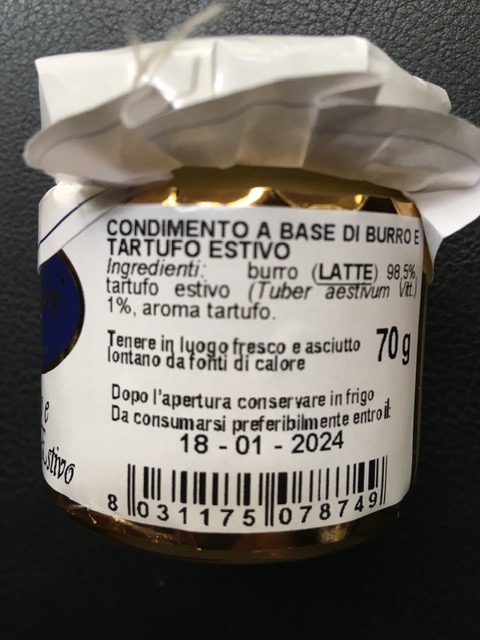 CONDIMENTO A BASE DI BURRO E
TARTUFO ESTIVO
Ingredienti: burro (LATTE) 98,5%,
tartufo estivo (Tuber aestivum Vitt.)
1%, aroma tartufo.
Tenere in luogo fresco e asciutto
lontano da fonti di calore
70 g
Dopo l'apertura conservare in frigo
Da consumarsi preferibilmente entro il:
18 - 01 - 2024
8 031175 078749
e
Estivo